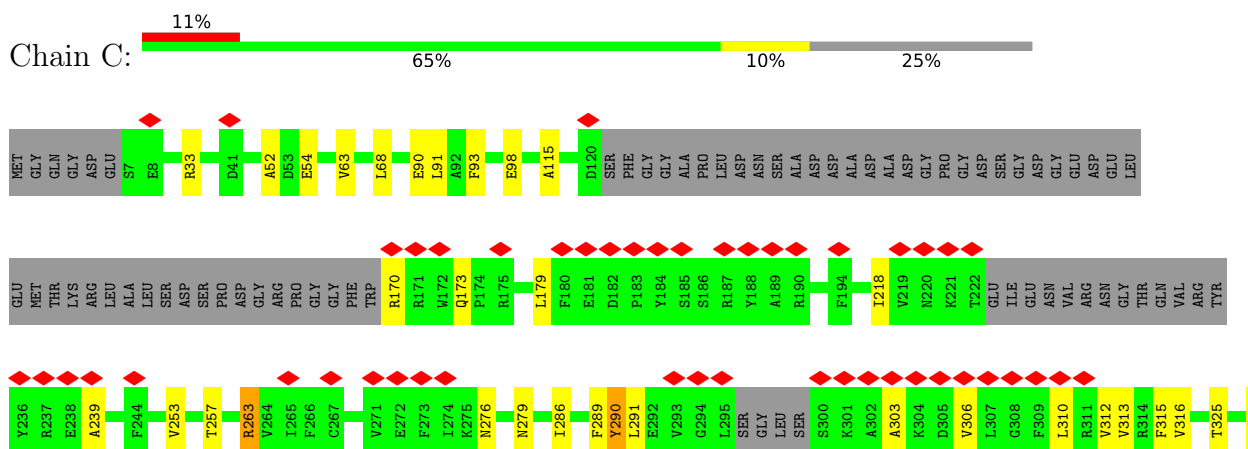 11%
Chain C:
65% 10% 25%
MET GLY GLN GLY ASP GLU S7 E8 R33 D41 A52 D53 E54 V63 L68 E90 L91 A92 F93 E98 A115 D120 SER PHE GLY GLY ALA PRO LEU ASP ASN SER ALA ASP ASP ALA ASP ALA ASP GLY PRO GLY ASP SER GLY ASP GLY GLU ASP GLU LEU
GLU MET THR LYS ARG LEU ALA LEU SER ASP SER PRO ASP GLY ARG PRO GLY GLY PHE TRP R170 R171 W172 Q173 P174 R175 L179 F180 E181 D182 P183 Y184 S185 S186 R187 Y188 A189 R190 F194 I218 V219 N220 K221 T222 GLU ILE GLU ASN VAL ARG ASN GLY THR GLN VAL ARG TYR
Y236 R237 E238 A239 F244 V253 T257 R263 V264 I265 F266 C267 V271 E272 F273 I274 K275 N276 N279 I286 F289 Y290 L291 E292 V293 G294 L295 SER GLY LEU SER S300 K301 A302 A303 K304 D305 V306 L307 G308 F309 L310 R311 V312 V313 R314 F315 V316 T325